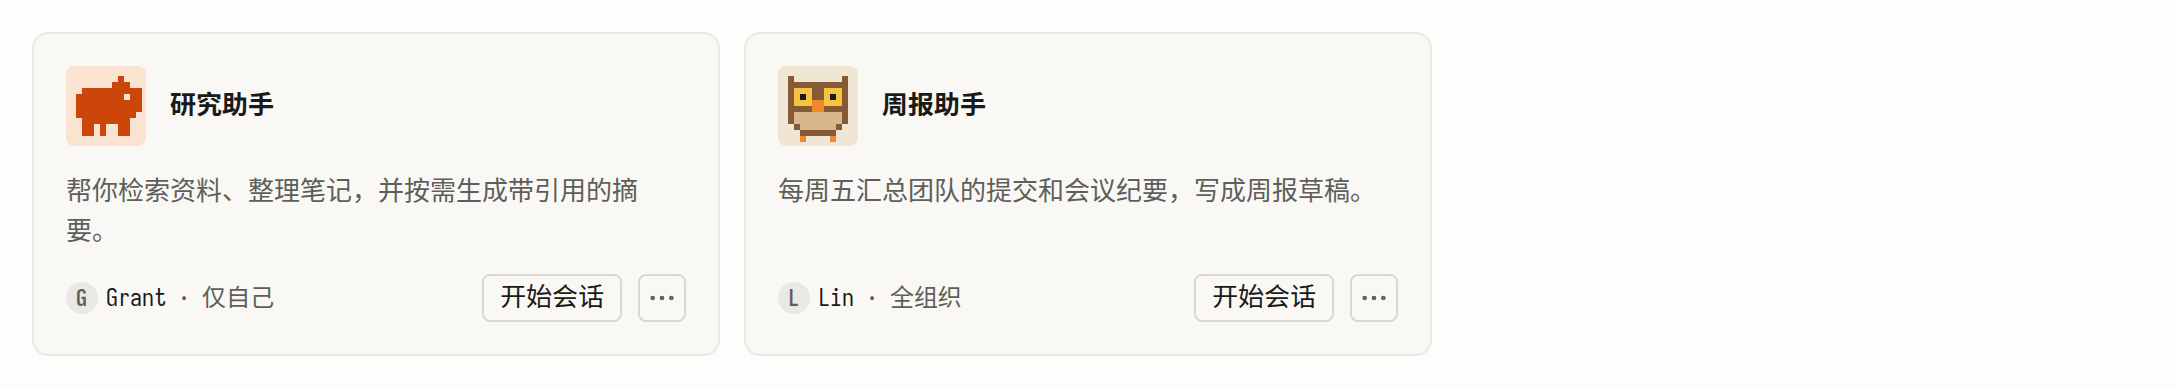 研究助手
帮你检索资料、整理笔记，并按需生成带引用的摘
要。
G Grant · 仅自己
开始会话
周报助手
每周五汇总团队的提交和会议纪要，写成周报草稿。
L Lin · 全组织
开始会话